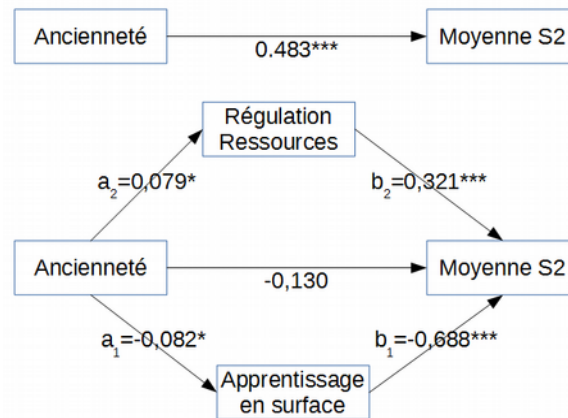 Ancienneté
Moyenne S2
0.483***
Régulation
Ressources
a₂=0,079*
b₂=0,321***
Ancienneté
Moyenne S2
-0,130
a₁=-0,082*
b₁=-0,688***
Apprentissage
en surface